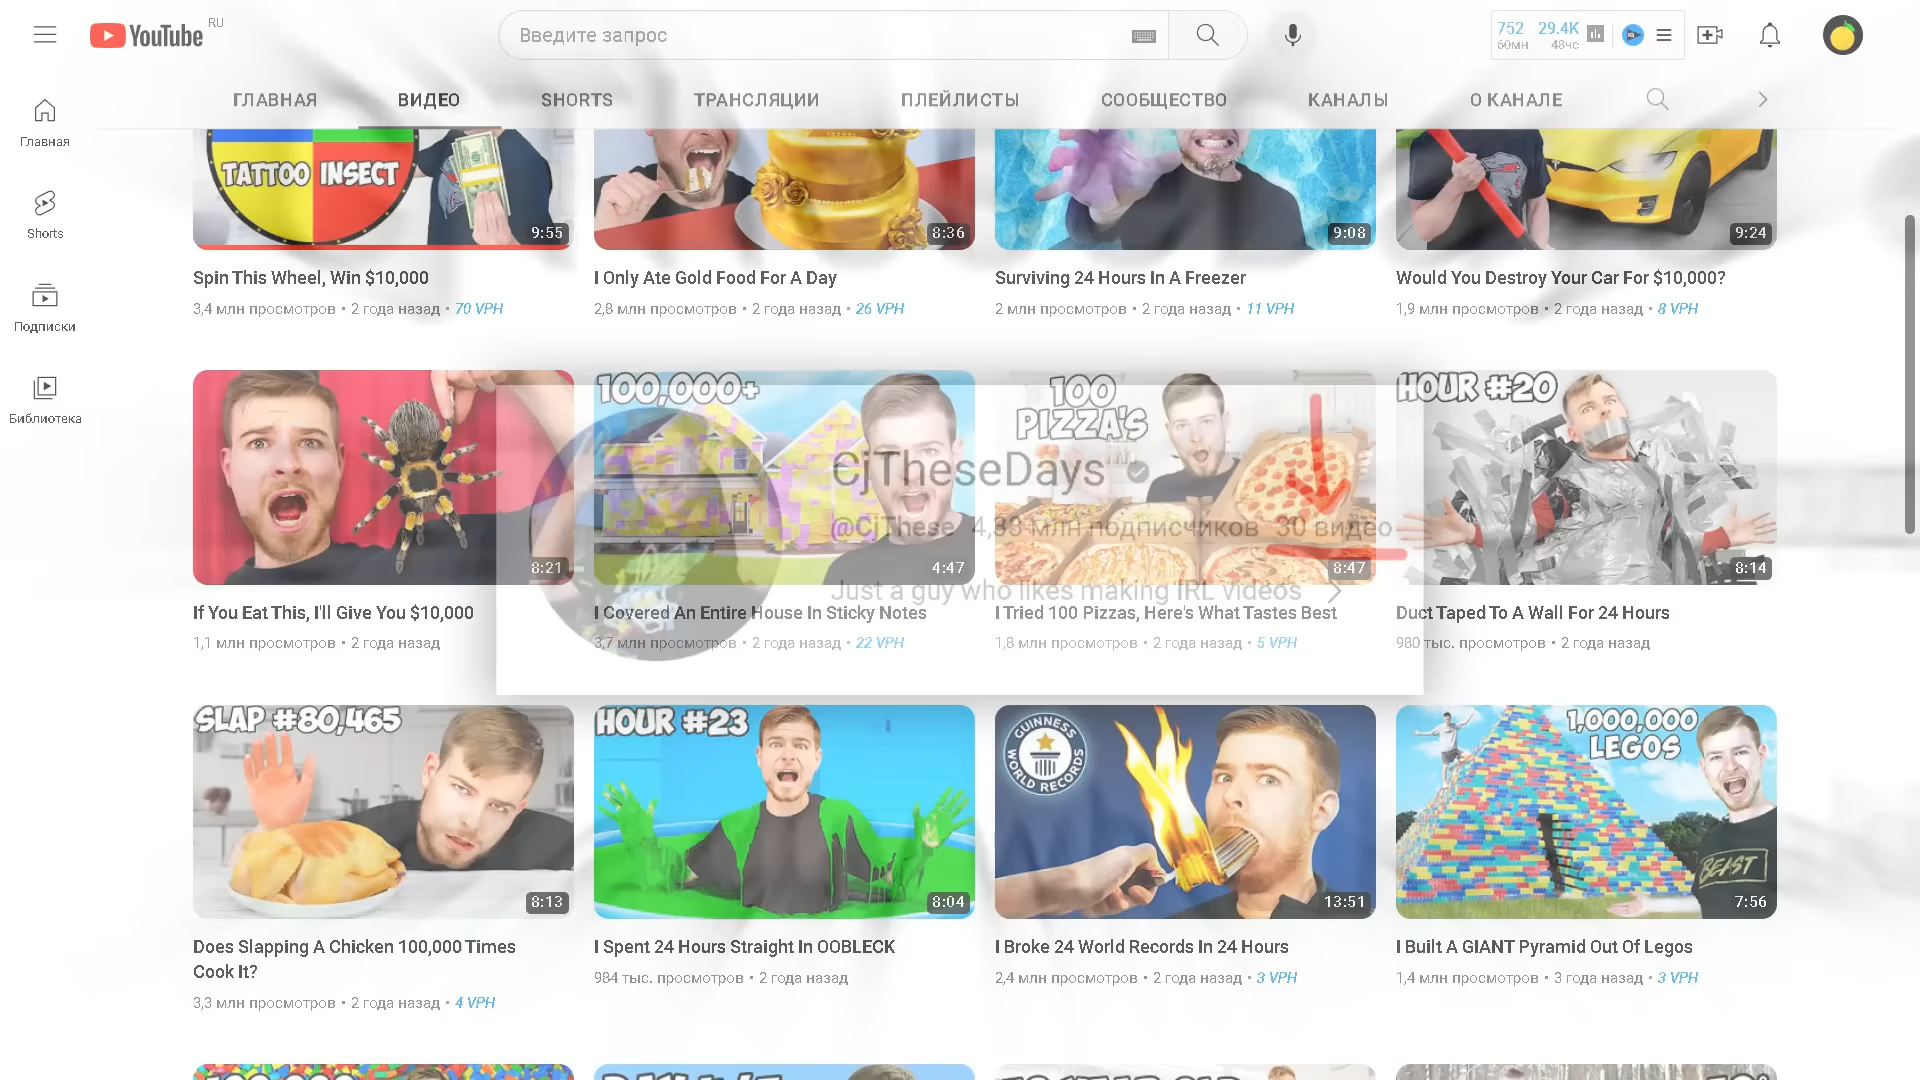 YouTube RU
Введите запрос
752 29.4K
60мн 48чс
ГЛАВНАЯ ВИДЕО SHORTS ТРАНСЛЯЦИИ ПЛЕЙЛИСТЫ СООБЩЕСТВО КАНАЛЫ О КАНАЛЕ
Главная
Shorts
Подписки
Библиотека
TATTOO INSECT
9:55
8:36
9:08
9:24
Spin This Wheel, Win $10,000
3,4 млн просмотров • 2 года назад • 70 VPH
I Only Ate Gold Food For A Day
2,8 млн просмотров • 2 года назад • 26 VPH
Surviving 24 Hours In A Freezer
2 млн просмотров • 2 года назад • 11 VPH
Would You Destroy Your Car For $10,000?
1,9 млн просмотров • 2 года назад • 8 VPH
8:21
100,000+
4:47
100
PIZZA'S
8:47
HOUR #20
8:14
CjTheseDays
@CjThese 4,33 млн подписчиков 30 видео
Just a guy who likes making IRL videos
If You Eat This, I'll Give You $10,000
1,1 млн просмотров • 2 года назад
I Covered An Entire House In Sticky Notes
3,7 млн просмотров • 2 года назад • 22 VPH
I Tried 100 Pizzas, Here's What Tastes Best
1,8 млн просмотров • 2 года назад • 5 VPH
Duct Taped To A Wall For 24 Hours
980 тыс. просмотров • 2 года назад
SLAP #80,465
8:13
HOUR #23
8:04
GUINNESS
WORLD RECORDS
13:51
1,000,000
LEGOS
BEAST
7:56
Does Slapping A Chicken 100,000 Times
Cook It?
3,3 млн просмотров • 2 года назад • 4 VPH
I Spent 24 Hours Straight In OOBLECK
984 тыс. просмотров • 2 года назад
I Broke 24 World Records In 24 Hours
2,4 млн просмотров • 2 года назад • 3 VPH
I Built A GIANT Pyramid Out Of Legos
1,4 млн просмотров • 3 года назад • 3 VPH